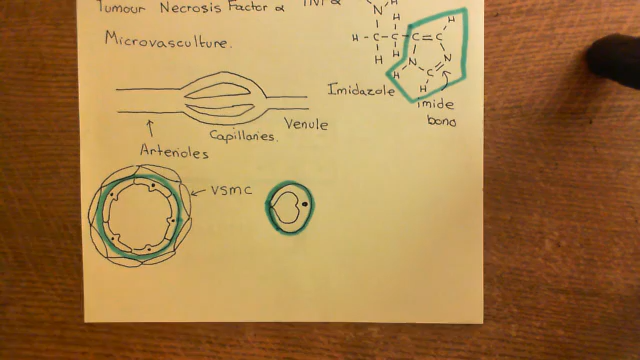 Tumour Necrosis Factor α TNF α
Microvasculture.
Arterioles
Capillaries.
Venule
VSMC
N H
H
H - C - C - C = C
H H H
N N
H C
H
Imidazole
imide
bond